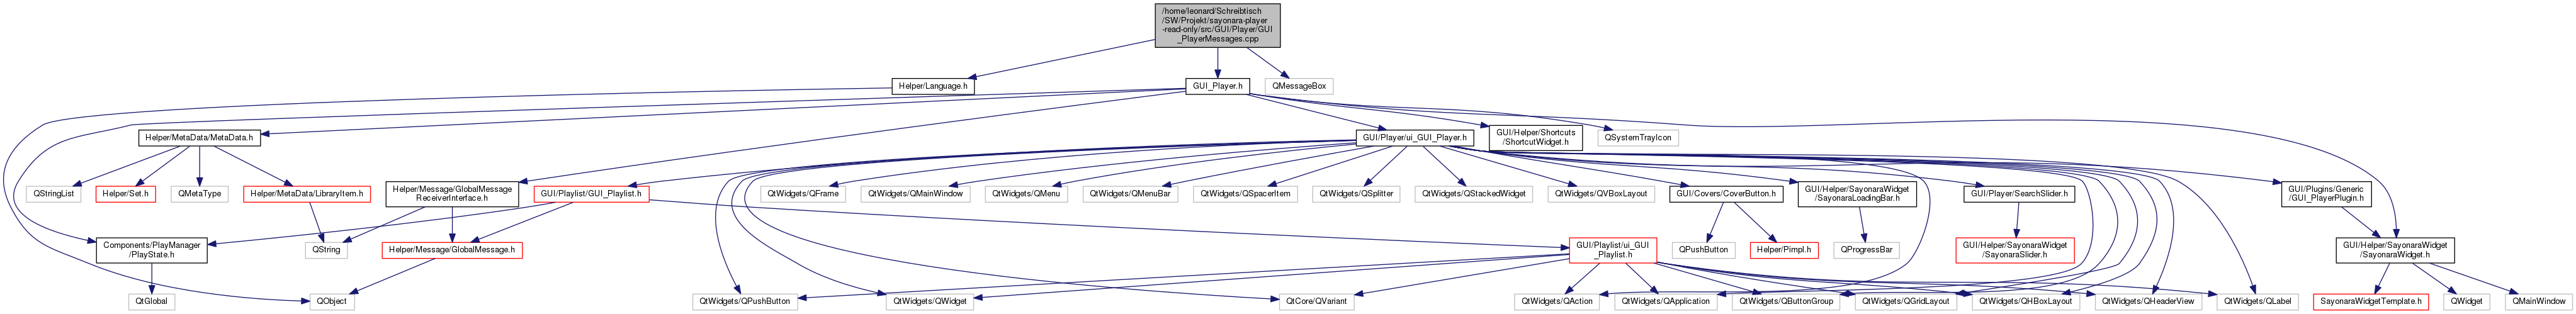 /home/leonard/Schreibtisch
/SW/Projekt/sayonara-player
-read-only/src/GUI/Player/GUI
_PlayerMessages.cpp
Helper/Language.h
GUI_Player.h
QMessageBox
Helper/MetaData/MetaData.h
GUI/Player/ui_GUI_Player.h
GUI/Helper/Shortcuts
/ShortcutWidget.h
QSystemTrayIcon
QStringList
Helper/Set.h
QMetaType
Helper/MetaData/LibraryItem.h
Helper/Message/GlobalMessage
ReceiverInterface.h
GUI/Playlist/GUI_Playlist.h
QtWidgets/QFrame
QtWidgets/QMainWindow
QtWidgets/QMenu
QtWidgets/QMenuBar
QtWidgets/QSpacerItem
QtWidgets/QSplitter
QtWidgets/QStackedWidget
QtWidgets/QVBoxLayout
GUI/Covers/CoverButton.h
GUI/Helper/SayonaraWidget
/SayonaraLoadingBar.h
GUI/Player/SearchSlider.h
GUI/Plugins/Generic
/GUI_PlayerPlugin.h
Components/PlayManager
/PlayState.h
QString
Helper/Message/GlobalMessage.h
GUI/Playlist/ui_GUI
_Playlist.h
QPushButton
Helper/Pimpl.h
QProgressBar
GUI/Helper/SayonaraWidget
/SayonaraSlider.h
GUI/Helper/SayonaraWidget
/SayonaraWidget.h
QtGlobal
QObject
QtWidgets/QPushButton
QtWidgets/QWidget
QtCore/QVariant
QtWidgets/QAction
QtWidgets/QApplication
QtWidgets/QButtonGroup
QtWidgets/QGridLayout
QtWidgets/QHBoxLayout
QtWidgets/QHeaderView
QtWidgets/QLabel
SayonaraWidgetTemplate.h
QWidget
QMainWindow